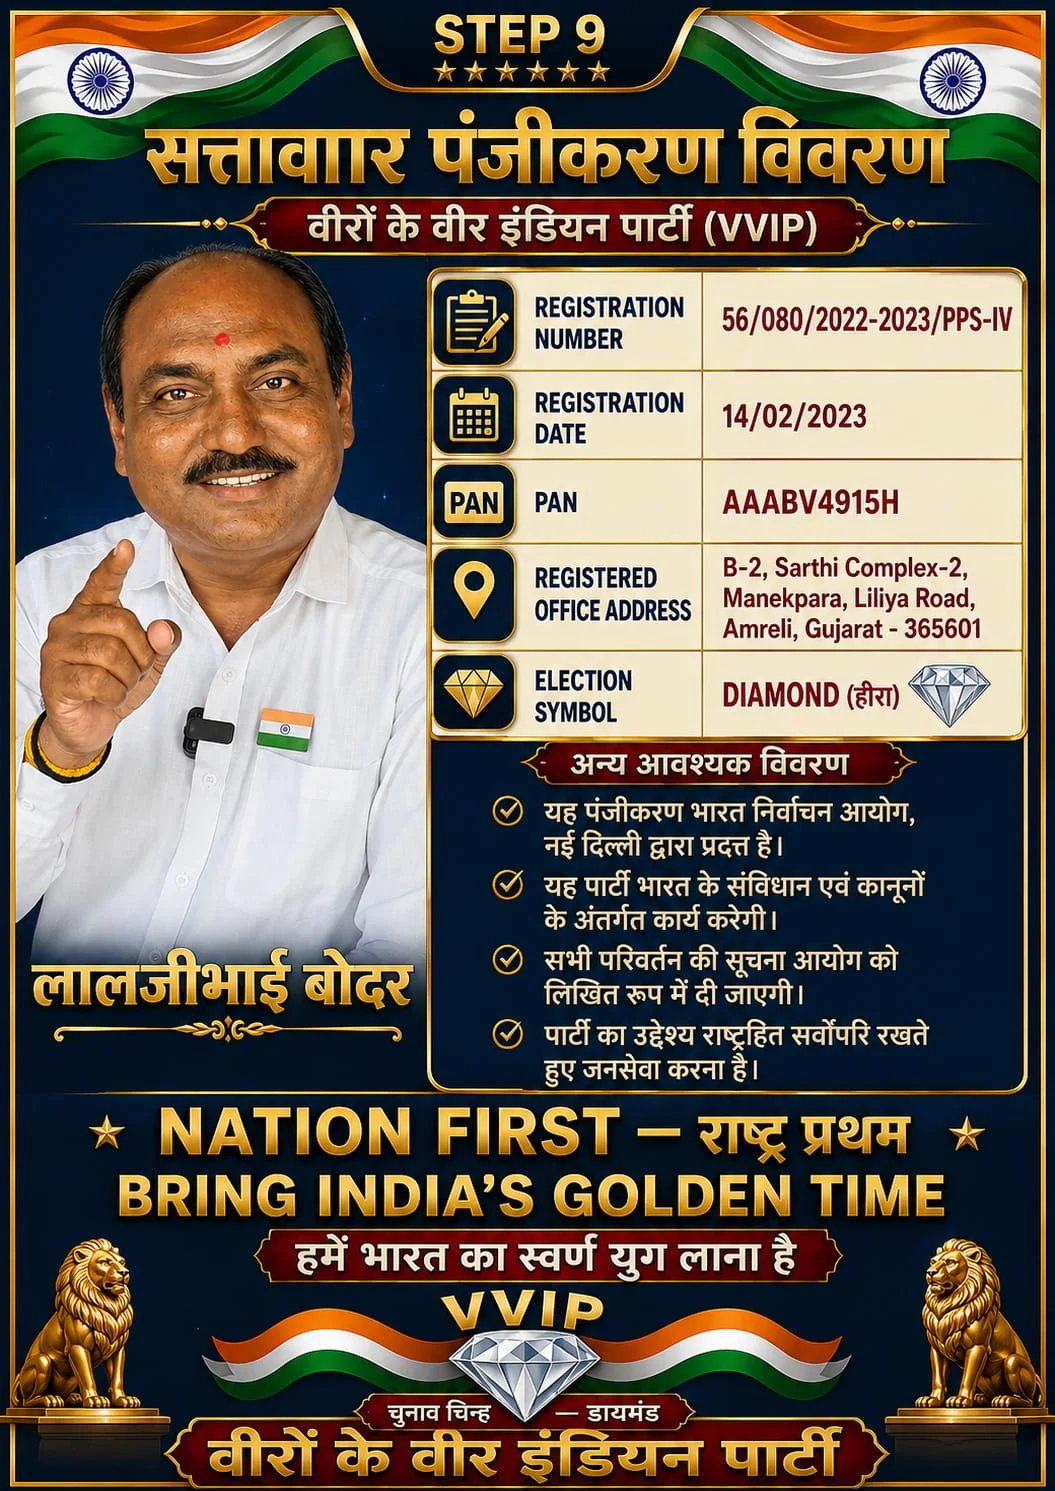 STEP 9
सत्तावाार पंजीकरण विवरण
वीरों के वीर इंडियन पार्टी (VVIP)
REGISTRATION
NUMBER
56/080/2022-2023/PPS-IV
REGISTRATION
DATE
14/02/2023
PAN
PAN
AAABV4915H
REGISTERED
OFFICE ADDRESS
B-2, Sarthi Complex-2,
Manekpara, Liliya Road,
Amreli, Gujarat - 365601
ELECTION
SYMBOL
DIAMOND (हीरा)
अन्य आवश्यक विवरण
यह पंजीकरण भारत निर्वाचन आयोग,
नई दिल्ली द्वारा प्रदत्त है।
यह पार्टी भारत के संविधान एवं कानूनों
के अंतर्गत कार्य करेगी।
सभी परिवर्तन की सूचना आयोग को
लिखित रूप में दी जाएगी।
पार्टी का उद्देश्य राष्ट्रहित सर्वोपरि रखते
हुए जनसेवा करना है।
लालजीभाई बोदर
NATION FIRST — राष्ट्र प्रथम
BRING INDIA'S GOLDEN TIME
हमें भारत का स्वर्ण युग लाना है
VVIP
चुनाव चिन्ह — डायमंड
वीरों के वीर इंडियन पार्टी